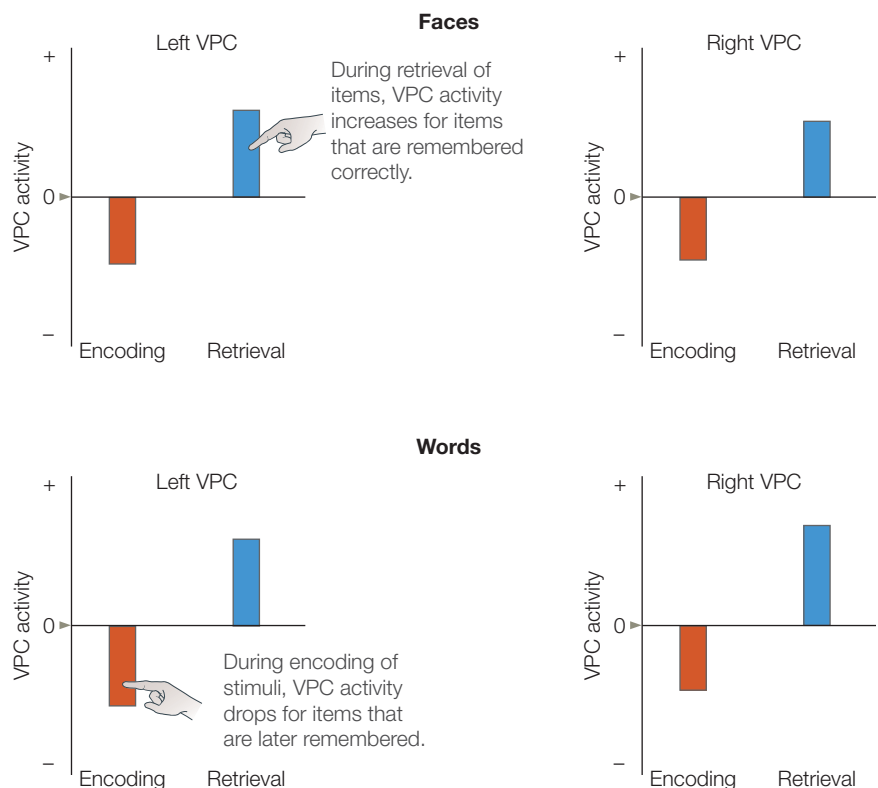 Faces
Left VPC
Right VPC
+
During retrieval of
items, VPC activity
increases for items
that are remembered
correctly.
+
VPC activity
0
VPC activity
0
–
–
Encoding
Retrieval
Encoding
Retrieval
Words
Left VPC
Right VPC
+
+
VPC activity
0
VPC activity
0
During encoding of
stimuli, VPC activity
drops for items that
are later remembered.
–
–
Encoding
Retrieval
Encoding
Retrieval